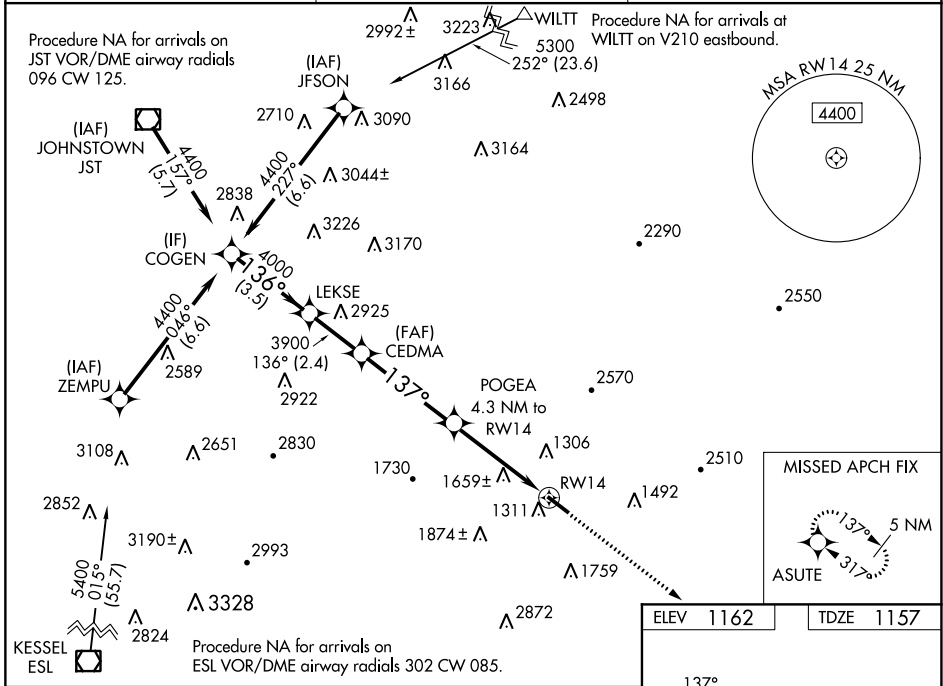 Procedure NA for arrivals on
JST VOR/DME airway radials
096 CW 125.
2992±
3223
WILTT
5300
252° (23.6)
3166
Procedure NA for arrivals at
WILTT on V210 eastbound.
(IAF)
JFSON
2710
3090
2498
MSA RW14 25 NM
4400
(IAF)
JOHNSTOWN
JST
4400
157°
(5.7)
4400
227°
(6.6)
3044±
3164
2838
3226
3170
2290
(IF)
COGEN
4000
136°
(3.5)
LEKSE
2925
2550
4400
046°
(6.6)
3900
136° (2.4)
(FAF)
CEDMA
2589
(IAF)
ZEMPU
2922
137°
POGEA
4.3 NM to
RW14
2570
3108
2651
2830
1306
1730
1659±
RW14
2510
MISSED APCH FIX
2852
1311
1492
137°
5 NM
317°
ASUTE
3190±
2993
1874±
1759
5400
015°
(55.7)
3328
2824
2872
KESSEL
ESL
Procedure NA for arrivals on
ESL VOR/DME airway radials 302 CW 085.
ELEV 1162
TDZE 1157
137°